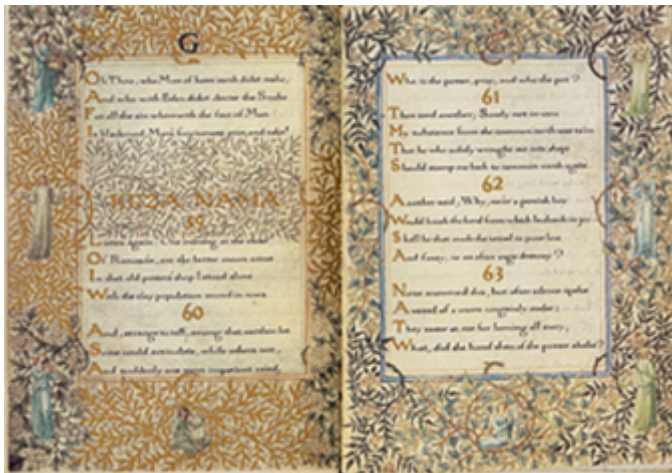 G
Oh, Thou, who Man of baser earth didst make,
And who with Eden didst devise the Snake
For all the sin wherewith the face of Man
Is blackened, Man's forgiveness give, and take!
KUZA NAMA
59
Listen again. One evening at the close
Of Ramazán, ere the better moon arose
In that old potter's shop I stood alone
With the clay population round in rows
60
And, strange to tell, among that earthen lot
Some could articulate, while others not,
And suddenly one more impatient cried,
Who is the potter, pray, and who the pot?
61
Then said another, Surely not in vain
My substance from the common earth was ta'en
That he who subtly wrought me into shape
Should stamp me back to common earth again.
62
Another said, Why, ne'er a peevish boy
Would break the bowl from which he drank in joy
Shall he that made the vessel in pure love
And fancy, in an after rage destroy?
63
None answered this, but after silence spake
A vessel of a more ungainly make;
They sneer at me for leaning all awry;
What, did the hand then of the potter shake?